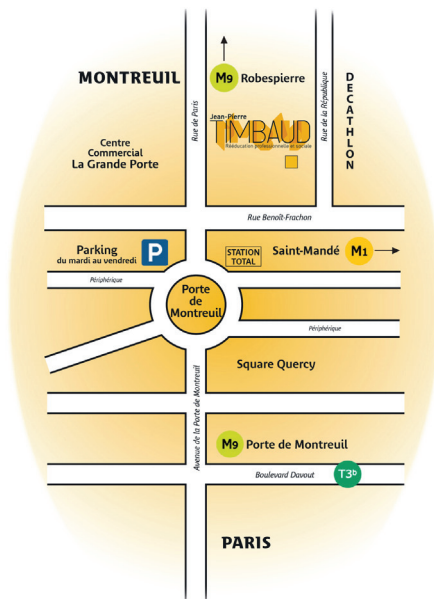 MONTREUIL
M9 Robespierre
Rue de Paris
Rue de la République
DECATHLON
Jean-Pierre
TIMBAUD
Rééducation professionnelle et sociale
Centre
Commercial
La Grande Porte
Rue Benoît-Frachon
Parking
du mardi au vendredi
P
STATION
TOTAL
Saint-Mandé M1
Périphérique
Porte
de
Montreuil
Périphérique
Square Quercy
Avenue de la Porte de Montreuil
M9 Porte de Montreuil
Boulevard Davout
T3b
PARIS